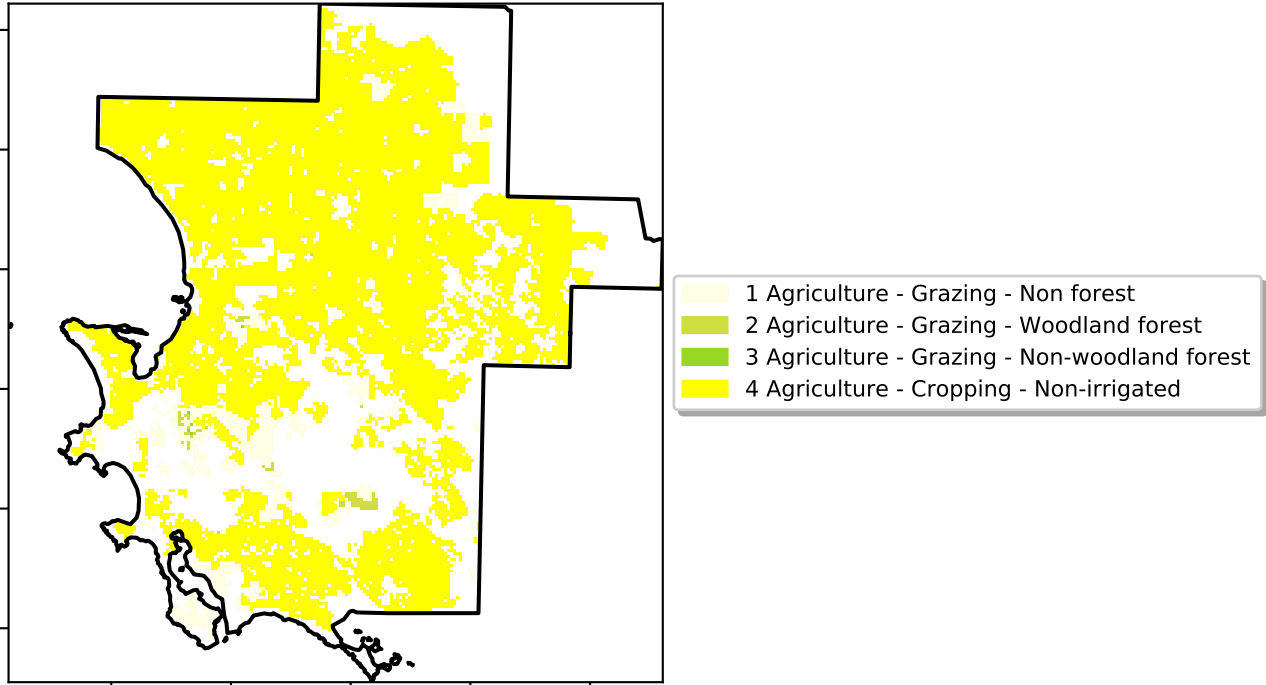 1 Agriculture - Grazing - Non forest
2 Agriculture - Grazing - Woodland forest
3 Agriculture - Grazing - Non-woodland forest
4 Agriculture - Cropping - Non-irrigated